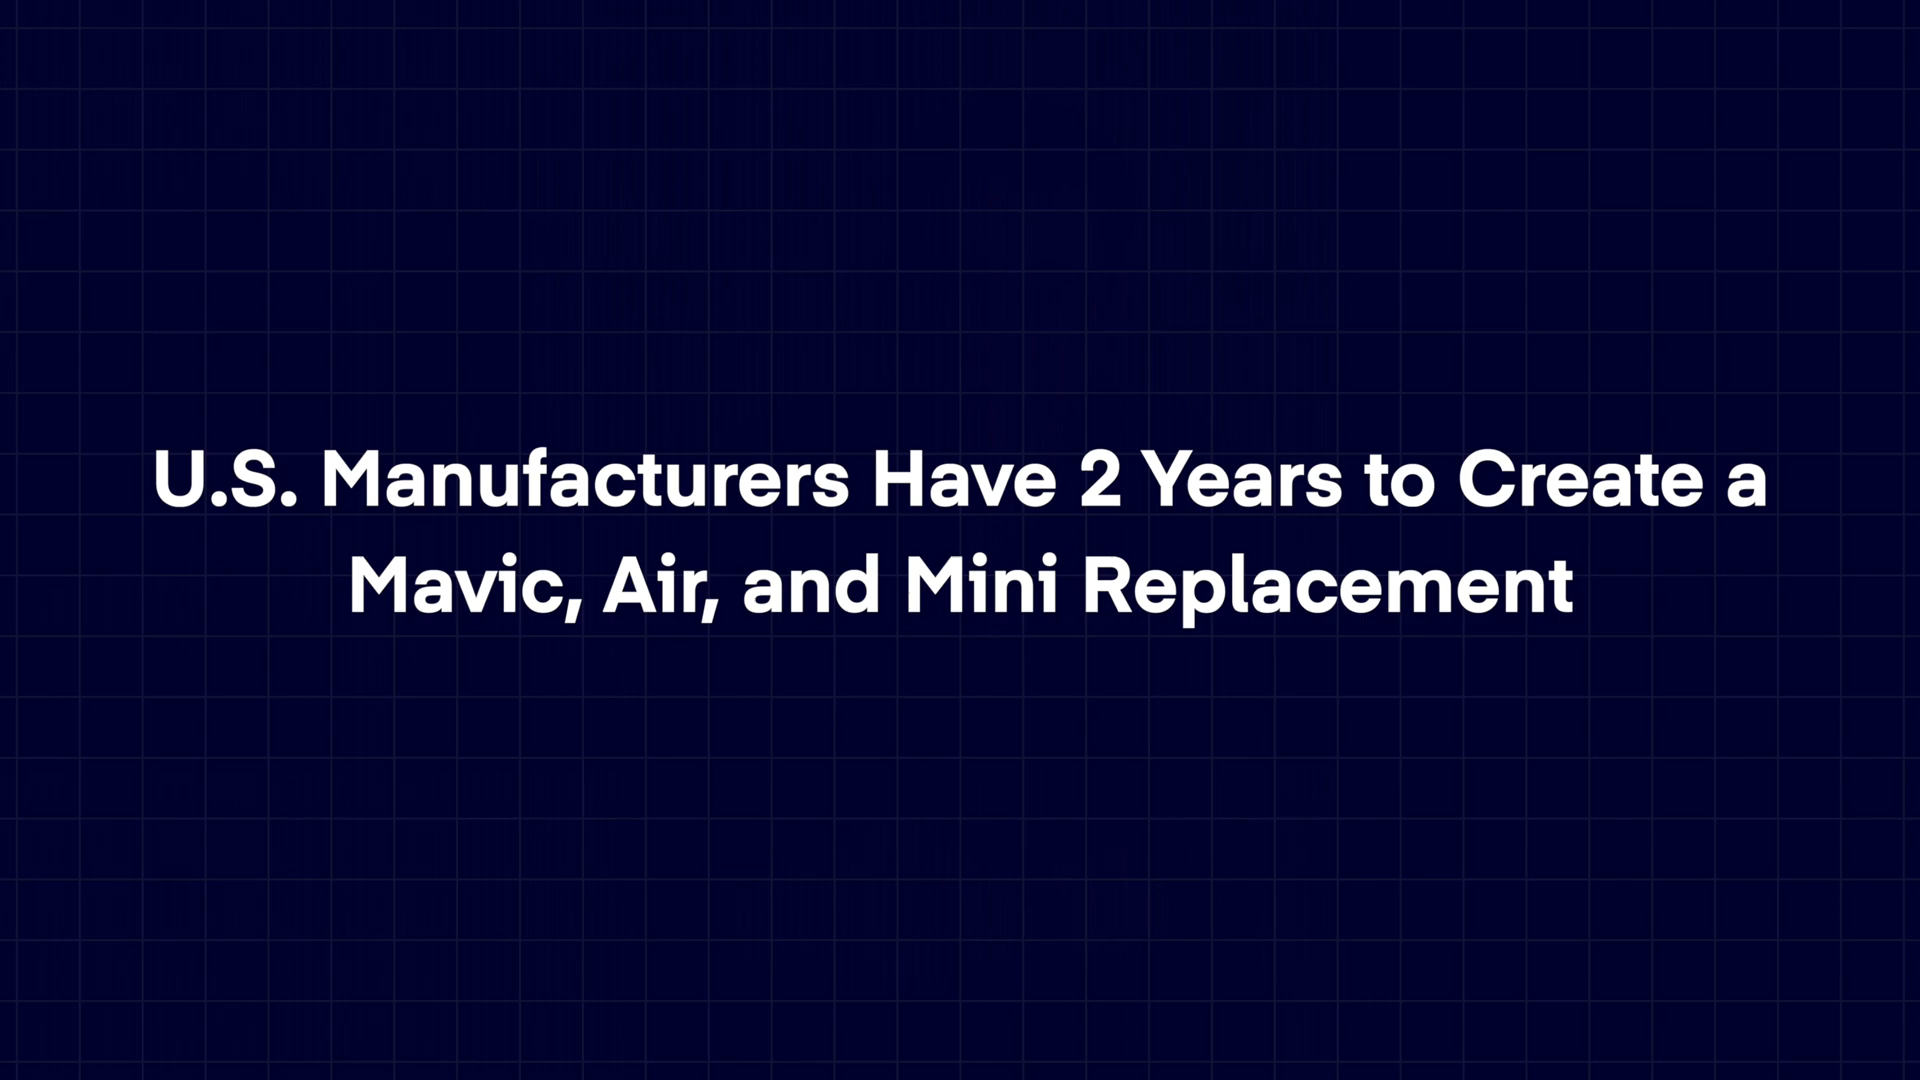 U.S. Manufacturers Have 2 Years to Create a
Mavic, Air, and Mini Replacement